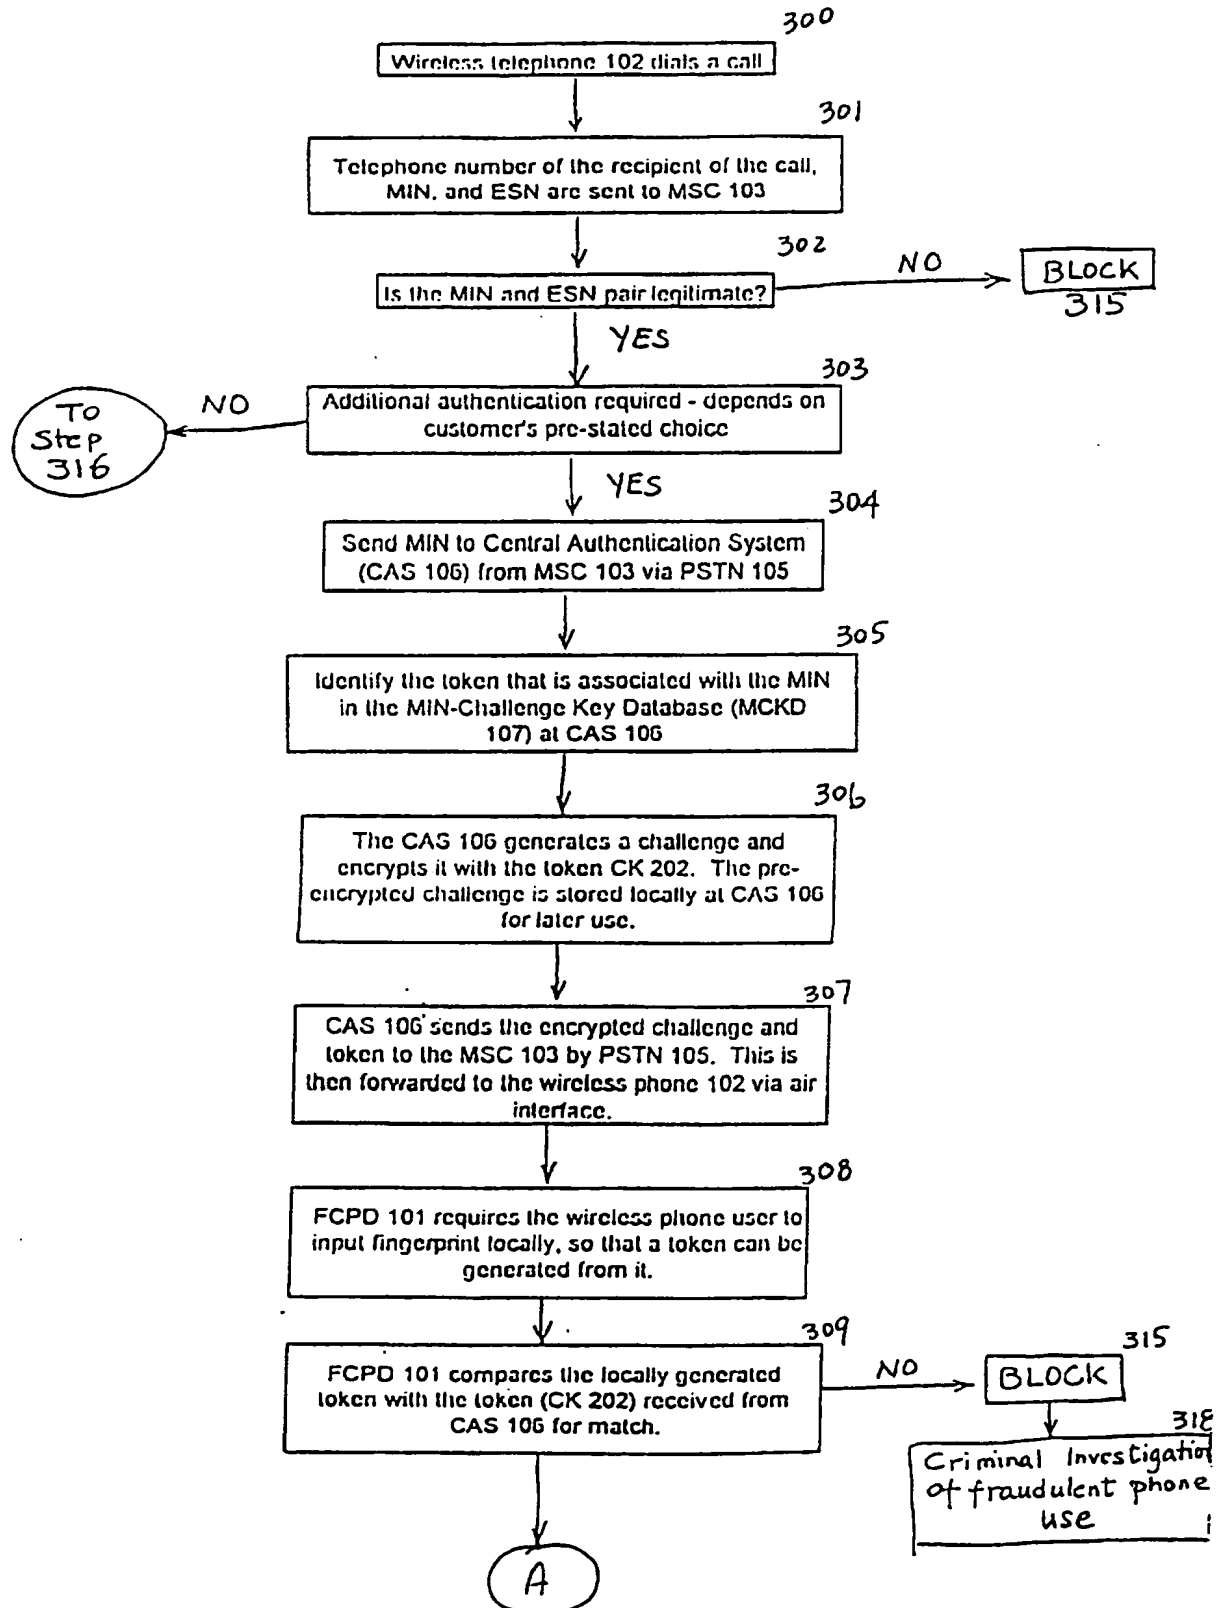 300
Wireless telephone 102 dials a call
301
Telephone number of the recipient of the call,
MIN, and ESN are sent to MSC 103
302
Is the MIN and ESN pair legitimate?
NO
BLOCK
315
YES
303
Additional authentication required - depends on
customer's pre-stated choice
NO
TO
Step
316
YES
304
Send MIN to Central Authentication System
(CAS 106) from MSC 103 via PSTN 105
305
Identify the token that is associated with the MIN
in the MIN-Challenge Key Database (MCKD
107) at CAS 106
306
The CAS 106 generates a challenge and
encrypts it with the token CK 202. The pre-
encrypted challenge is stored locally at CAS 106
for later use.
307
CAS 106 sends the encrypted challenge and
token to the MSC 103 by PSTN 105. This is
then forwarded to the wireless phone 102 via air
interface.
308
FCPD 101 requires the wireless phone user to
input fingerprint locally, so that a token can be
generated from it.
309
FCPD 101 compares the locally generated
token with the token (CK 202) received from
CAS 106 for match.
NO
315
BLOCK
318
Criminal Investigation
of fraudulent phone
use
A